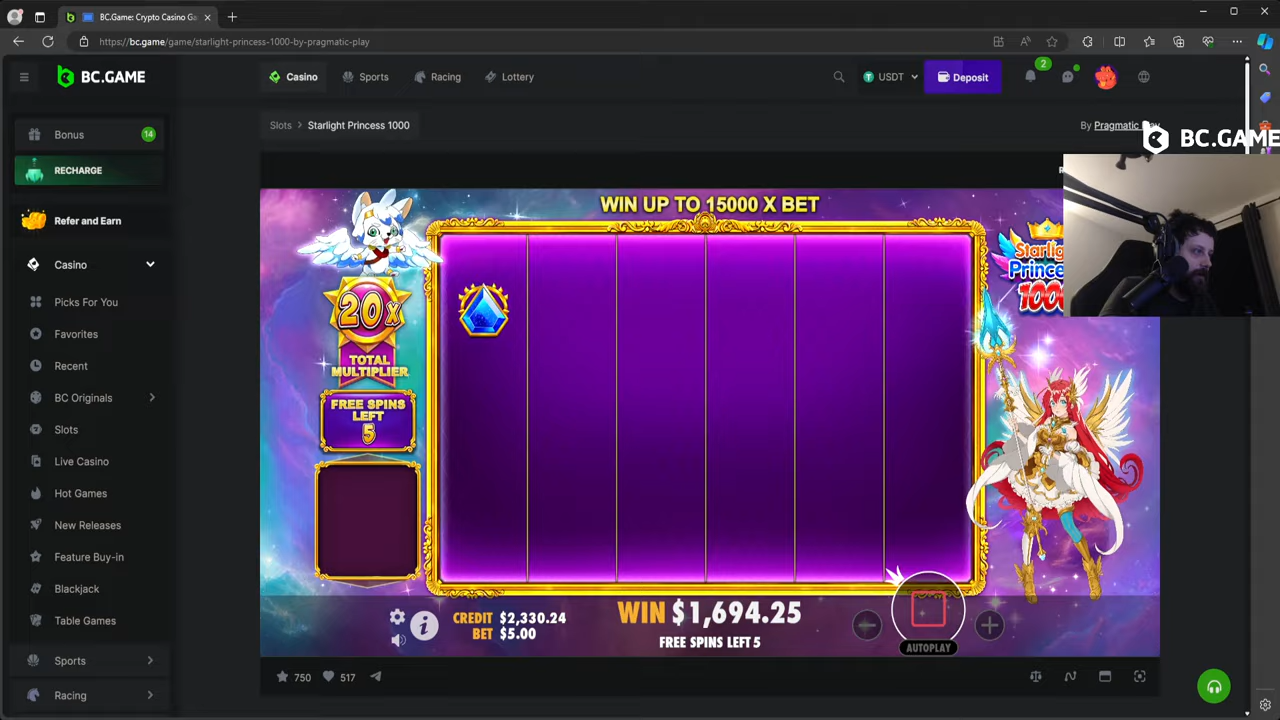 BC.Game: Crypto Casino Ga
https://bc.game/game/starlight-princess-1000-by-pragmatic-play
BC.GAME
Casino
Sports
Racing
Lottery
USDT
Deposit
2
Bonus
14
RECHARGE
Refer and Earn
Casino
Picks For You
Favorites
Recent
BC Originals
Slots
Live Casino
Hot Games
New Releases
Feature Buy-in
Blackjack
Table Games
Sports
Racing
Slots > Starlight Princess 1000
By Pragmatic
BC.GAME
WIN UP TO 15000 X BET
20X
TOTAL
MULTIPLIER
FREE SPINS
LEFT
5
CREDIT $2,330.24
BET $5.00
WIN $1,694.25
FREE SPINS LEFT 5
AUTOPLAY
750
517